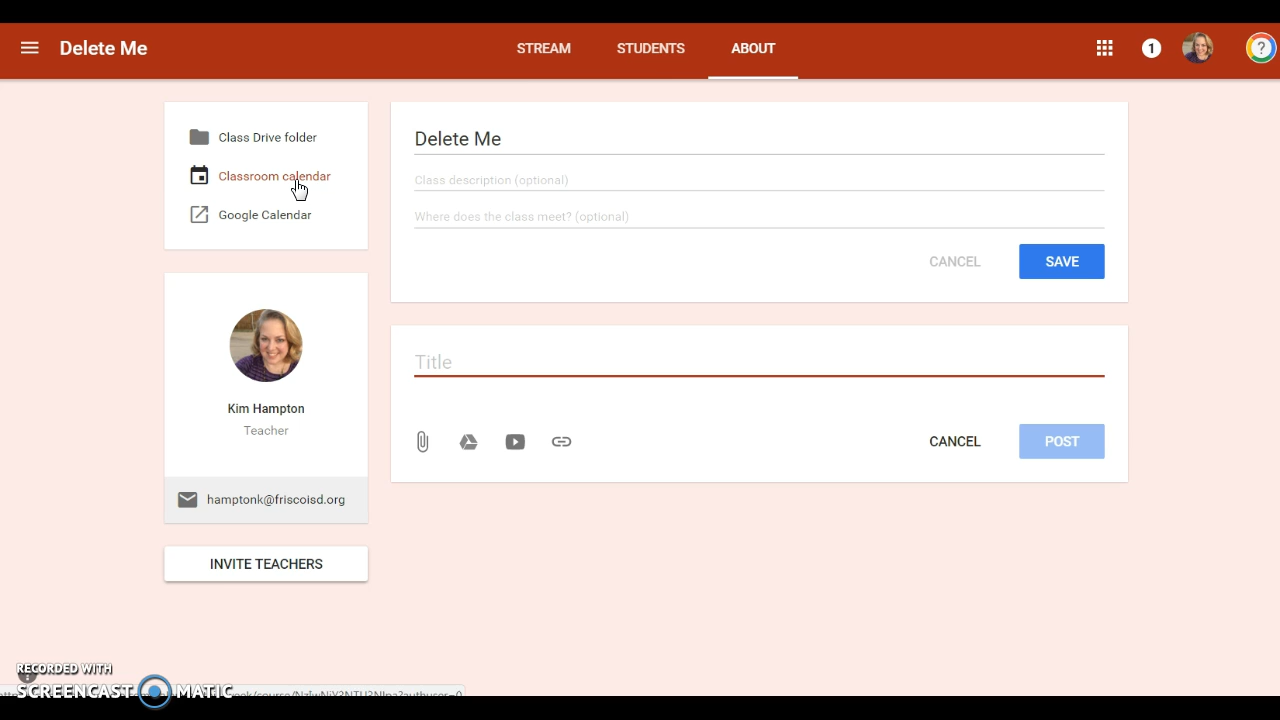 Delete Me
STREAM STUDENTS ABOUT
1
?
Class Drive folder
Classroom calendar
Google Calendar
Kim Hampton
Teacher
hamptonk@friscoisd.org
INVITE TEACHERS
Delete Me
Class description (optional)
Where does the class meet? (optional)
CANCEL SAVE
Title
CANCEL POST
RECORDED WITH
SCREENCAST MATIC